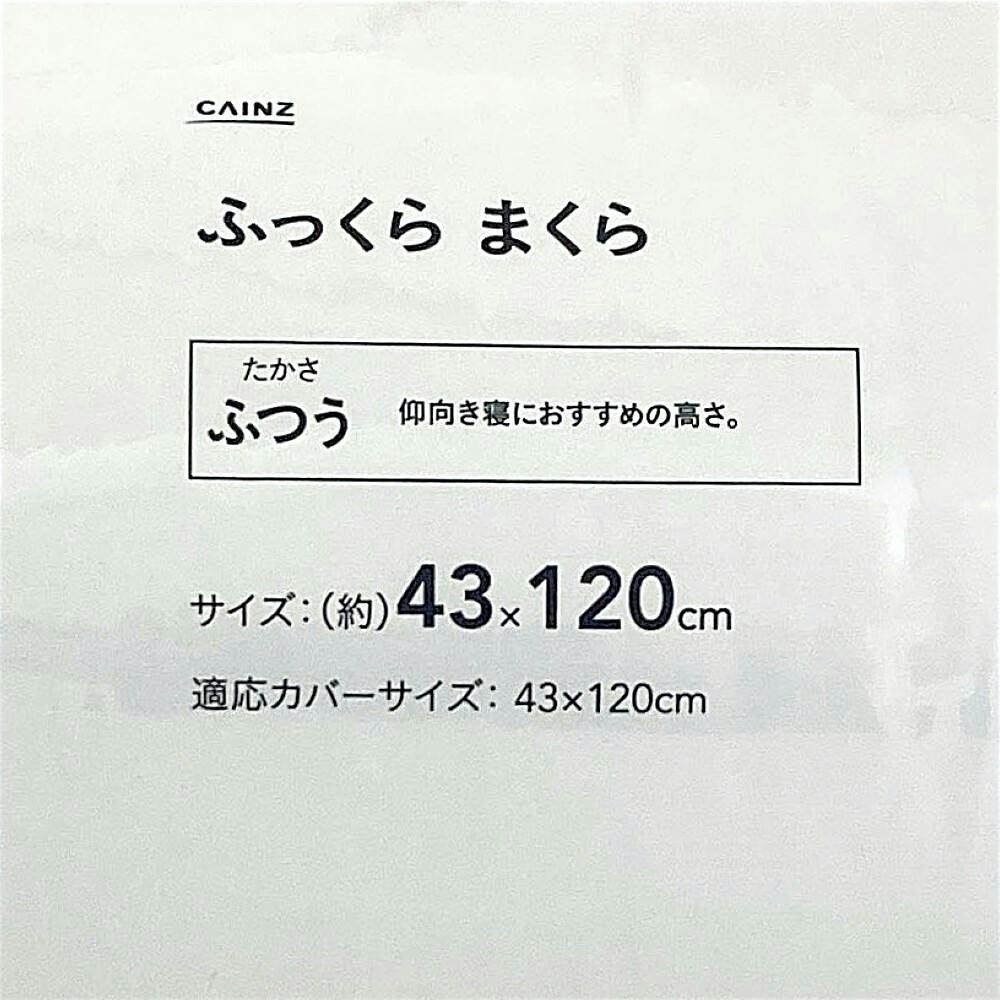 CAINZ
ふっくら まくら
たかさ
ふつう 仰向き寝におすすめの高さ。
サイズ：(約)43×120cm
適応カバーサイズ：43×120cm